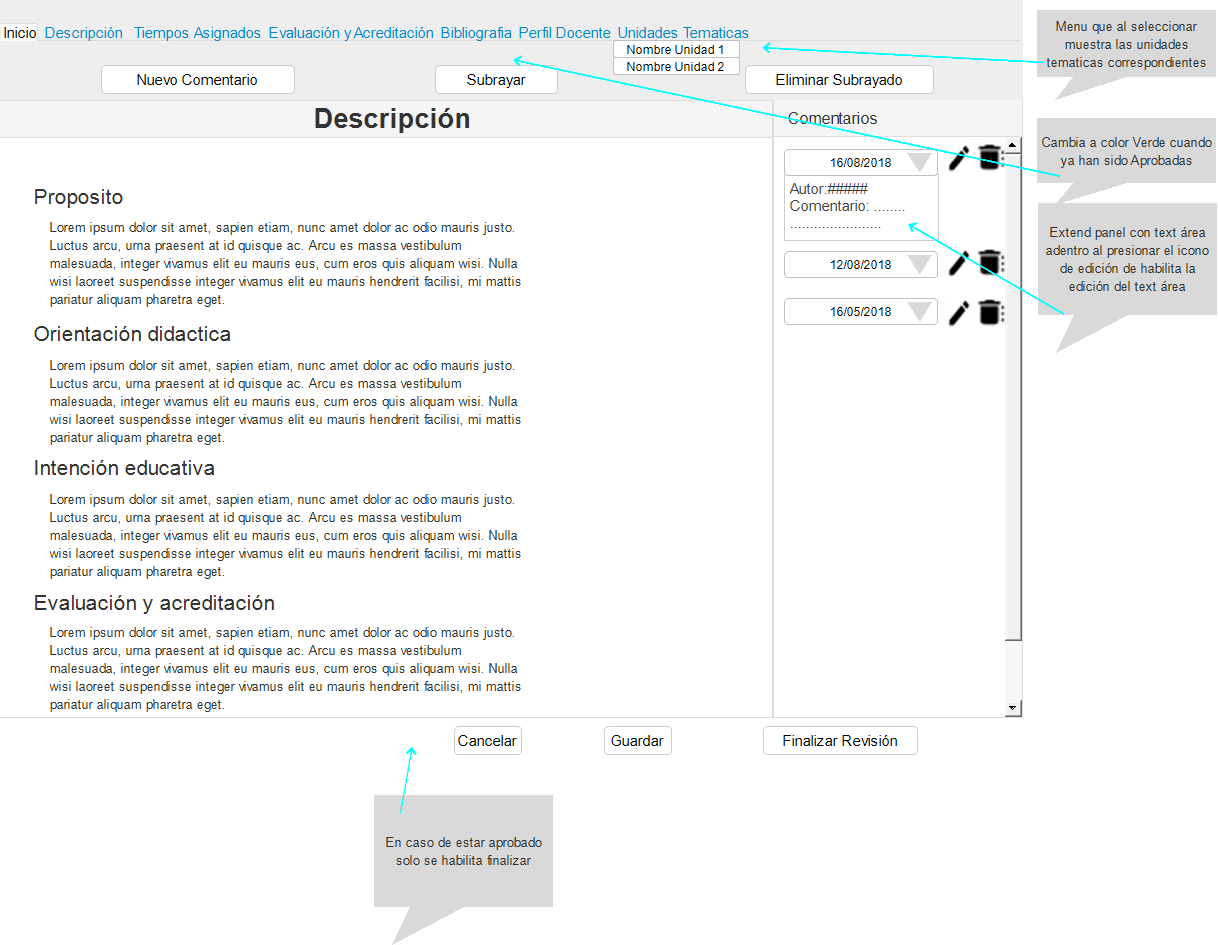 Inicio Descripción Tiempos Asignados Evaluación y Acreditación Bibliografia Perfil Docente Unidades Tematicas
Nombre Unidad 1
Nombre Unidad 2
Nuevo Comentario
Subrayar
Eliminar Subrayado
Descripción
Proposito
Lorem ipsum dolor sit amet, sapien etiam, nunc amet dolor ac odio mauris justo.
Luctus arcu, urna praesent at id quisque ac. Arcu es massa vestibulum
malesuada, integer vivamus elit eu mauris eus, cum eros quis aliquam wisi. Nulla
wisi laoreet suspendisse integer vivamus elit eu mauris hendrerit facilisi, mi mattis
pariatur aliquam pharetra eget.
Orientación didactica
Lorem ipsum dolor sit amet, sapien etiam, nunc amet dolor ac odio mauris justo.
Luctus arcu, urna praesent at id quisque ac. Arcu es massa vestibulum
malesuada, integer vivamus elit eu mauris eus, cum eros quis aliquam wisi. Nulla
wisi laoreet suspendisse integer vivamus elit eu mauris hendrerit facilisi, mi mattis
pariatur aliquam pharetra eget.
Intención educativa
Lorem ipsum dolor sit amet, sapien etiam, nunc amet dolor ac odio mauris justo.
Luctus arcu, urna praesent at id quisque ac. Arcu es massa vestibulum
malesuada, integer vivamus elit eu mauris eus, cum eros quis aliquam wisi. Nulla
wisi laoreet suspendisse integer vivamus elit eu mauris hendrerit facilisi, mi mattis
pariatur aliquam pharetra eget.
Evaluación y acreditación
Lorem ipsum dolor sit amet, sapien etiam, nunc amet dolor ac odio mauris justo.
Luctus arcu, urna praesent at id quisque ac. Arcu es massa vestibulum
malesuada, integer vivamus elit eu mauris eus, cum eros quis aliquam wisi. Nulla
wisi laoreet suspendisse integer vivamus elit eu mauris hendrerit facilisi, mi mattis
pariatur aliquam pharetra eget.
Comentarios
16/08/2018
Autor:#####
Comentario: ........
.......................
12/08/2018
16/05/2018
Cancelar
Guardar
Finalizar Revisión
Menu que al seleccionar
muestra las unidades
tematicas correspondientes
Cambia a color Verde cuando
ya han sido Aprobadas
Extend panel con text área
adentro al presionar el icono
de edición de habilita la
edición del text área
En caso de estar aprobado
solo se habilita finalizar